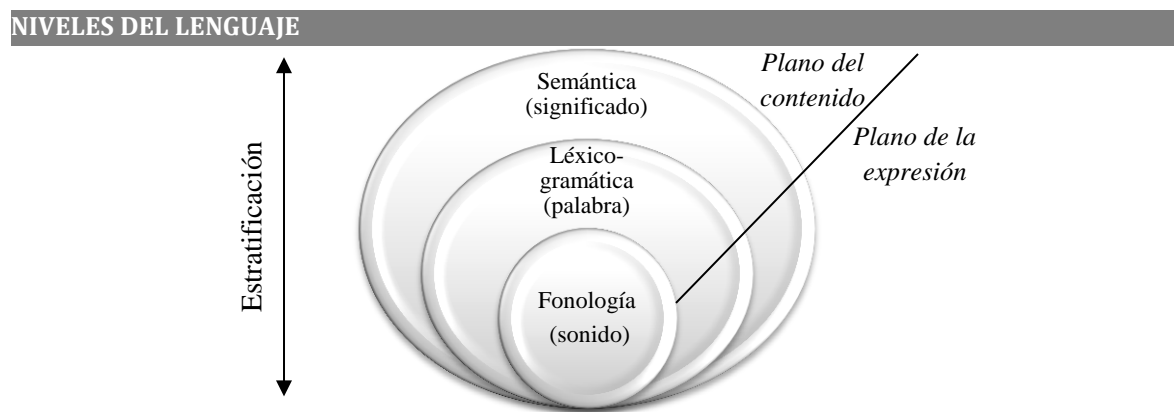 NIVELES DEL LENGUAJE
Estratificación
Semántica
(significado)
Léxico-
gramática
(palabra)
Fonología
(sonido)
Plano del
contenido
Plano de la
expresión